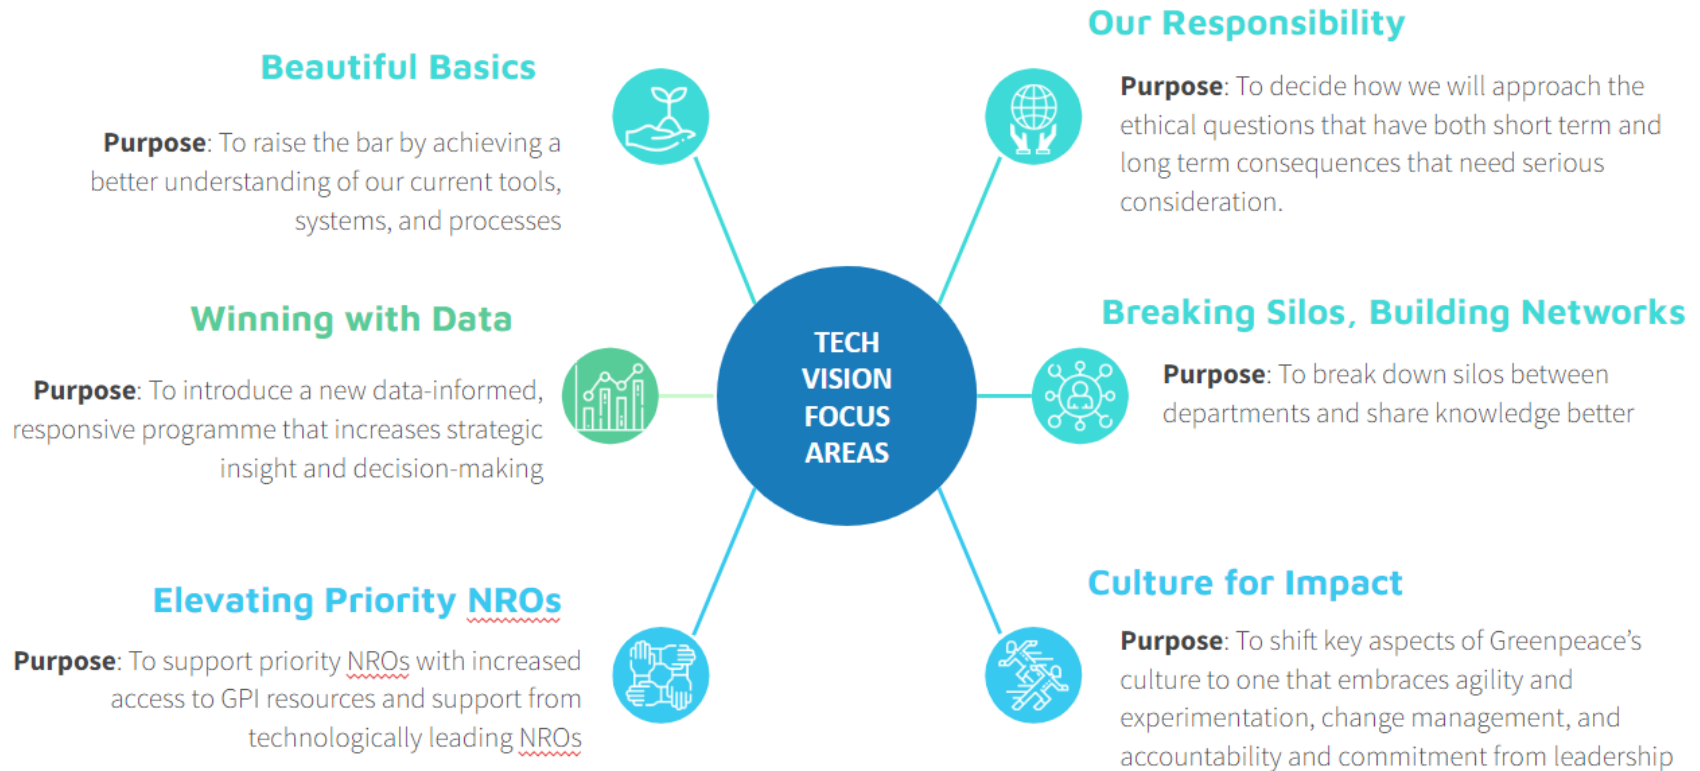 Beautiful Basics
Purpose: To raise the bar by achieving a
better understanding of our current tools,
systems, and processes
Winning with Data
Purpose: To introduce a new data-informed,
responsive programme that increases strategic
insight and decision-making
Elevating Priority NROs
Purpose: To support priority NROs with increased
access to GPI resources and support from
technologically leading NROs
TECH
VISION
FOCUS
AREAS
Our Responsibility
Purpose: To decide how we will approach the
ethical questions that have both short term and
long term consequences that need serious
consideration.
Breaking Silos, Building Networks
Purpose: To break down silos between
departments and share knowledge better
Culture for Impact
Purpose: To shift key aspects of Greenpeace’s
culture to one that embraces agility and
experimentation, change management, and
accountability and commitment from leadership